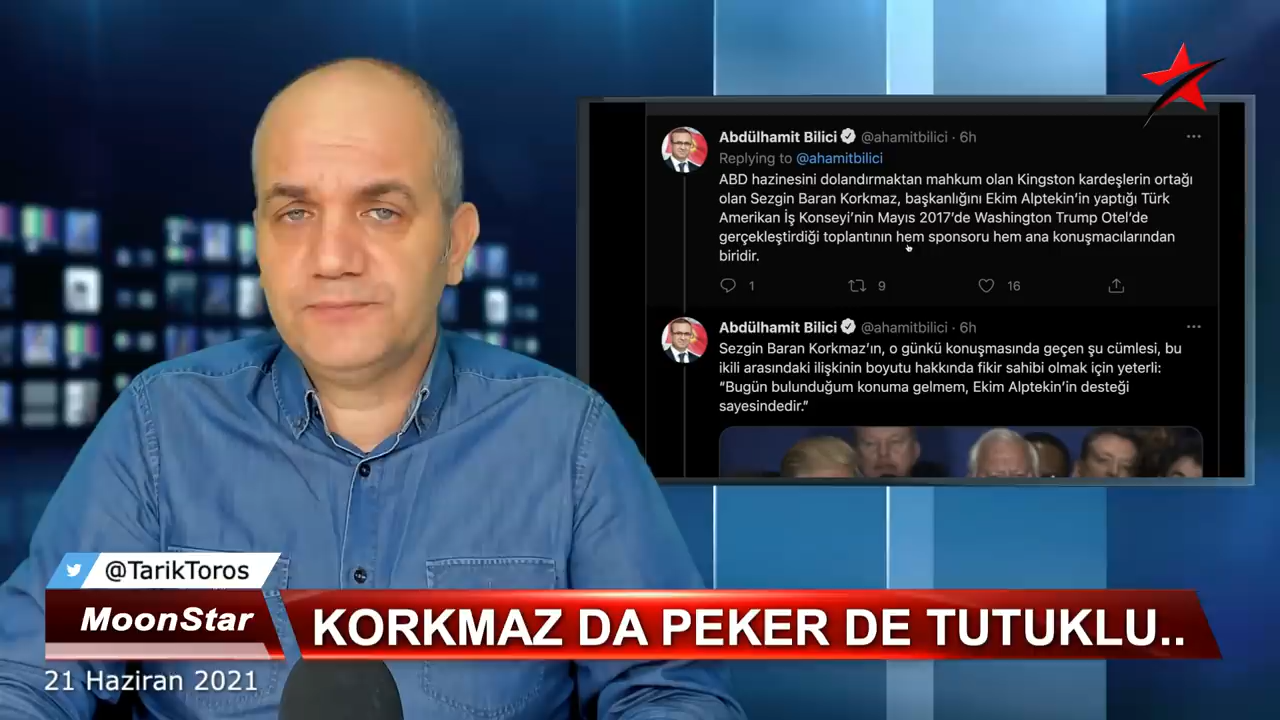 Abdülhamit Bilici @ahamitbilici · 6h
Replying to @ahamitbilici
ABD hazinesini dolandırmaktan mahkum olan Kingston kardeşlerin ortağı
olan Sezgin Baran Korkmaz, başkanlığını Ekim Alptekin’in yaptığı Türk
Amerikan İş Konseyi’nin Mayıs 2017’de Washington Trump Otel’de
gerçekleştirdiği toplantının hem sponsoru hem ana konuşmacılarından
biridir.
1 9 16
Abdülhamit Bilici @ahamitbilici · 6h
Sezgin Baran Korkmaz’ın, o günkü konuşmasında geçen şu cümlesi, bu
ikili arasındaki ilişkinin boyutu hakkında fikir sahibi olmak için yeterli:
“Bugün bulunduğum konuma gelmem, Ekim Alptekin’in desteği
sayesindedir.”
@TarikToros
MoonStar
KORKMAZ DA PEKER DE TUTUKLU..
21 Haziran 2021